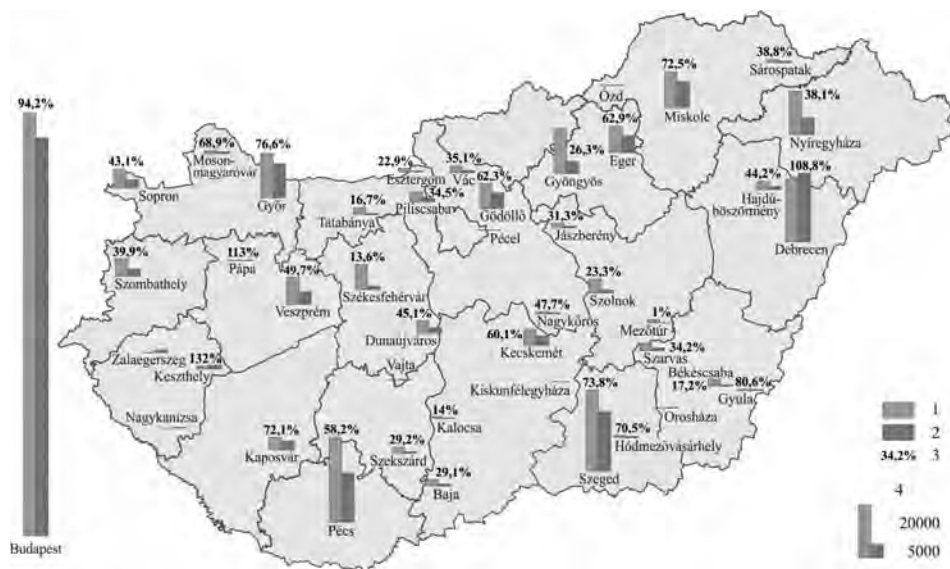 94,2%
Budapest
43,1%
Sopron
68,9%
Moson-
magyaróvár
76,6%
Győr
22,9%
Esztergom
35,1%
Vác
34,5%
Piliscsaba
62,3%
Gödöllő
Pécel
16,7%
Tatabánya
26,3%
Gyöngyös
62,9%
Eger
Ózd
72,5%
Miskolc
38,8%
Sárospatak
38,1%
Nyíregyháza
44,2%
Hajdú-
böszörmény
108,8%
Debrecen
31,3%
Jászberény
39,9%
Szombathely
113%
Pápa
49,7%
Veszprém
13,6%
Székesfehérvár
45,1%
Dunaújváros
Vajta
23,3%
Szolnok
47,7%
Nagykőrös
60,1%
Kecskemét
1%
Mezőtúr
34,2%
Szarvas
Békéscsaba
17,2%
80,6%
Gyula
Zalaegerszeg
132%
Keszthely
Nagykanizsa
Kiskunfélegyháza
Orosháza
14%
Kalocsa
73,8%
Szeged
70,5%
Hódmezővásárhely
72,1%
Kaposvár
58,2%
Pécs
29,2%
Szekszárd
29,1%
Baja
1
2
34,2% 3
4
20000
5000